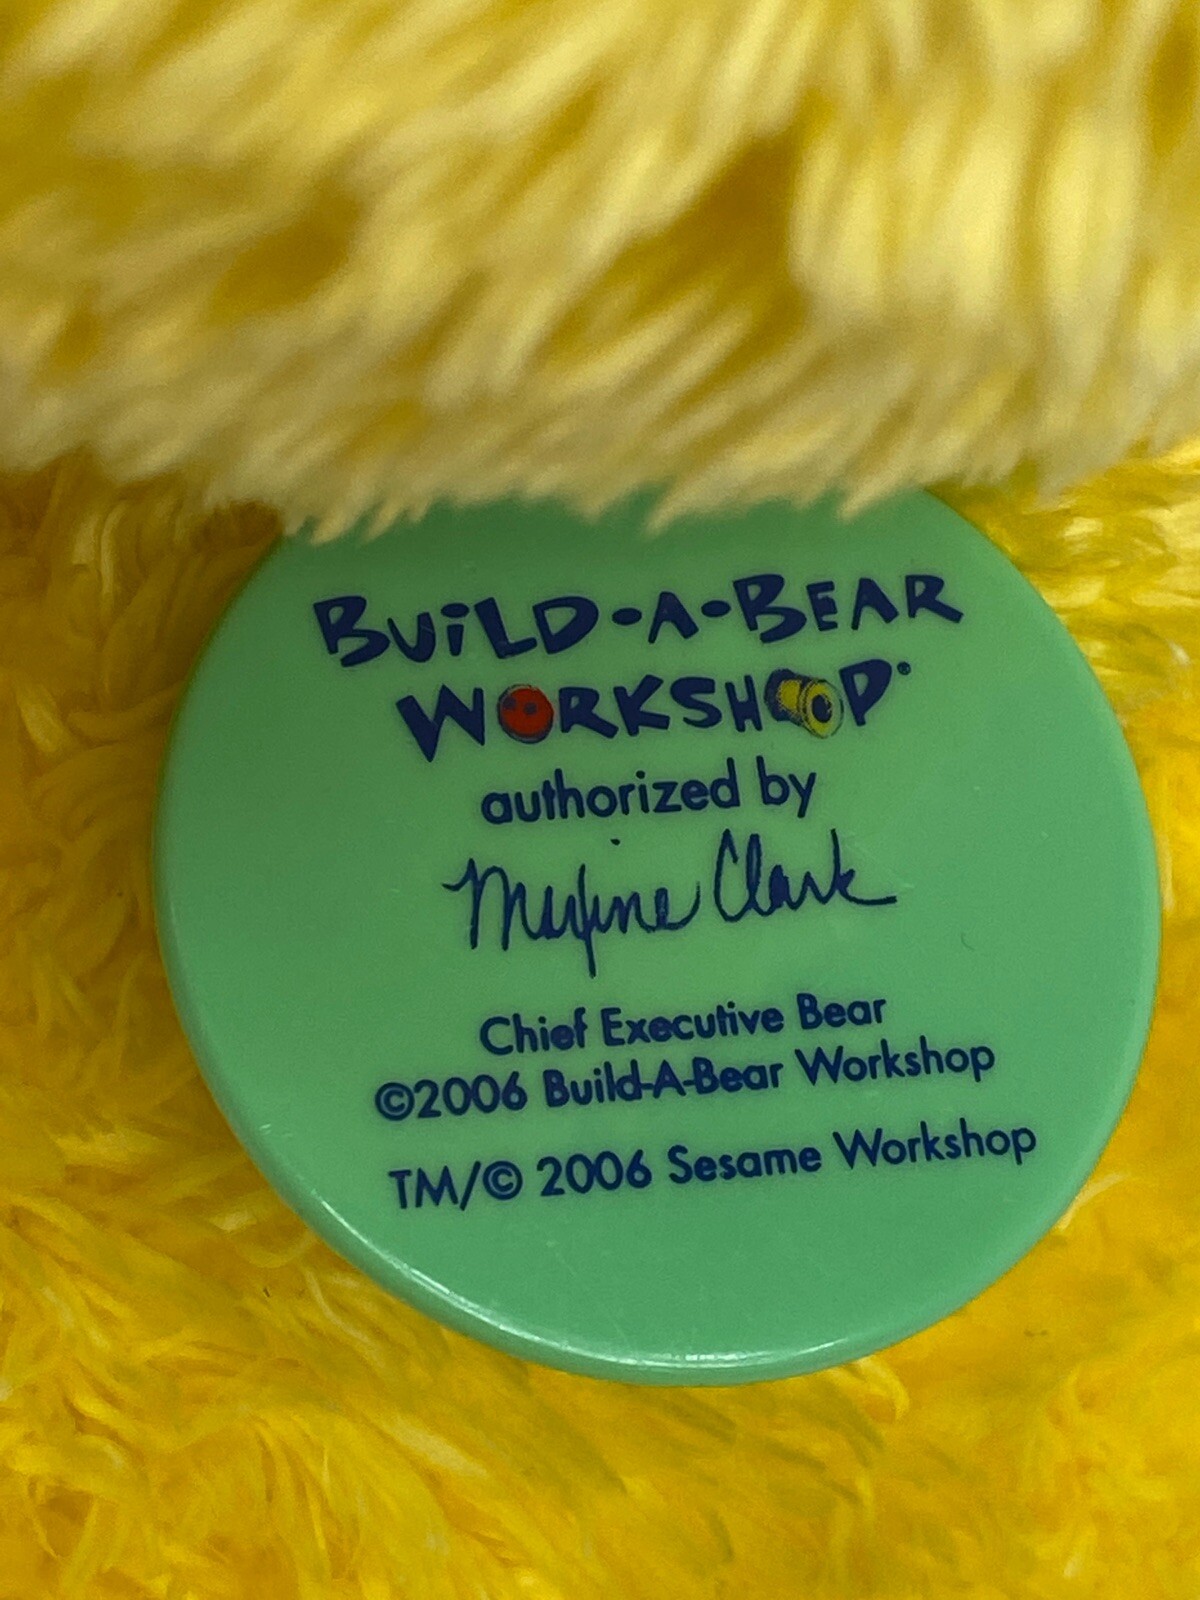 BUiLD-A-BEAR
WORKSHOP®
authorized by
Maxine Clark
Chief Executive Bear
©2006 Build-A-Bear Workshop
TM/© 2006 Sesame Workshop